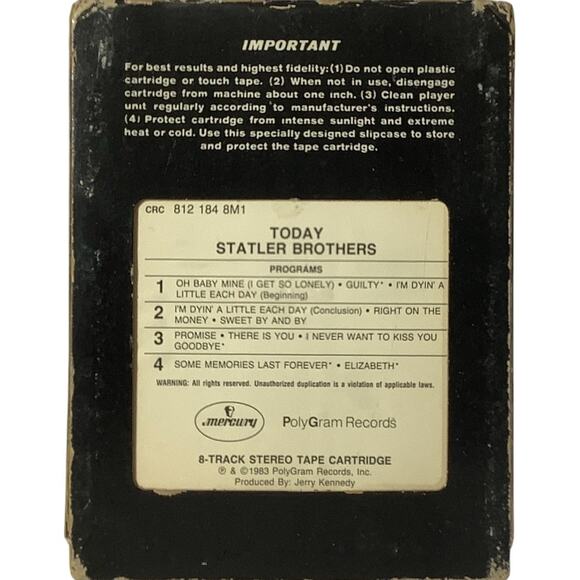 IMPORTANT
For best results and highest fidelity:(1) Do not open plastic
cartridge or touch tape. (2) When not in use, disengage
cartridge from machine about one inch. (3) Clean player
unit regularly according to manufacturer's instructions.
(4) Protect cartridge from intense sunlight and extreme
heat or cold. Use this specially designed slipcase to store
and protect the tape cartridge.
CRC 812 184 8M1
TODAY
STATLER BROTHERS
PROGRAMS
1 OH BABY MINE (I GET SO LONELY) • GUILTY* • I'M DYIN' A
LITTLE EACH DAY (Beginning)
2 I'M DYIN' A LITTLE EACH DAY (Conclusion) • RIGHT ON THE
MONEY • SWEET BY AND BY
3 PROMISE • THERE IS YOU • I NEVER WANT TO KISS YOU
GOODBYE*
4 SOME MEMORIES LAST FOREVER* • ELIZABETH*
WARNING: All rights reserved. Unauthorized duplication is a violation of applicable laws.
mercury PolyGram Records
8-TRACK STEREO TAPE CARTRIDGE
℗ & ©1983 PolyGram Records, Inc.
Produced By: Jerry Kennedy